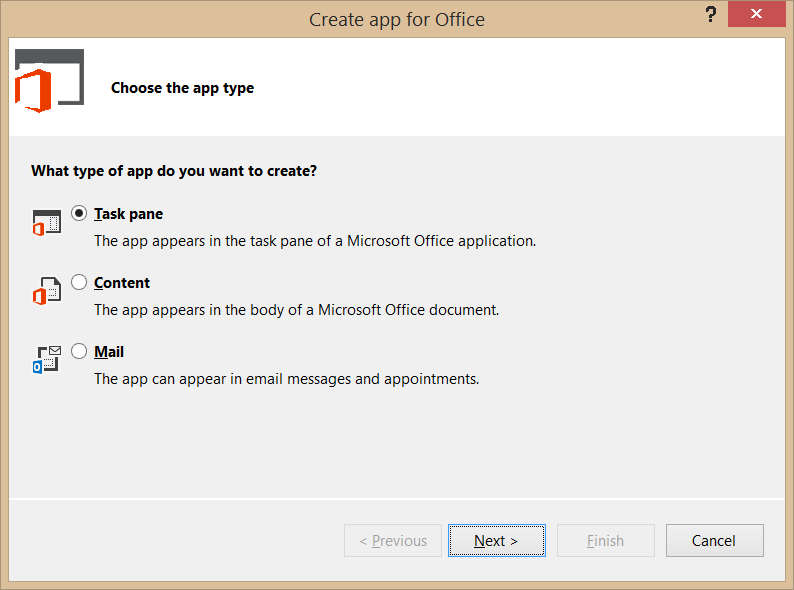 Create app for Office
?
Choose the app type
What type of app do you want to create?
Task pane
The app appears in the task pane of a Microsoft Office application.
Content
The app appears in the body of a Microsoft Office document.
Mail
The app can appear in email messages and appointments.
< Previous
Next >
Finish
Cancel